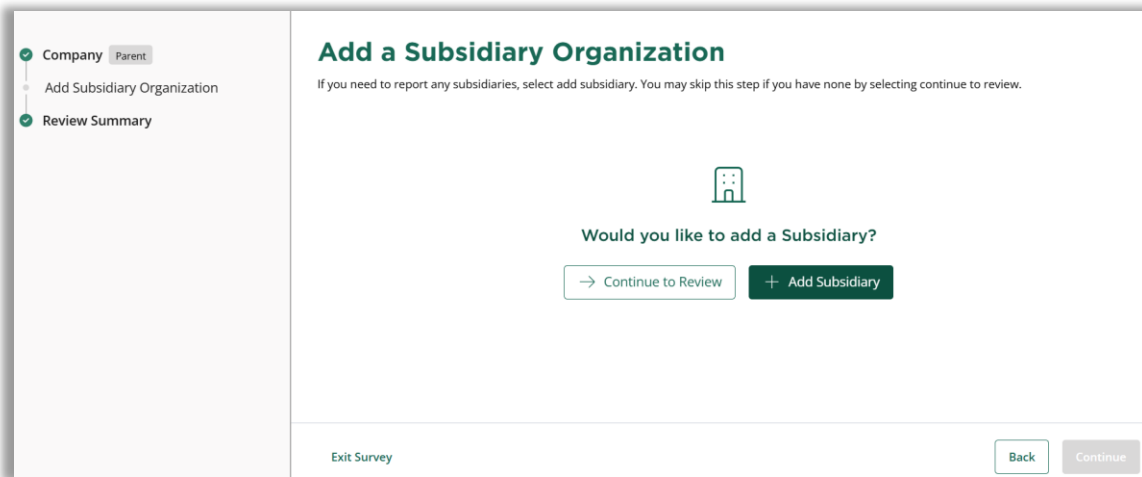 Company Parent
Add Subsidiary Organization
Review Summary
Add a Subsidiary Organization
If you need to report any subsidiaries, select add subsidiary. You may skip this step if you have none by selecting continue to review.
Would you like to add a Subsidiary?
Continue to Review
Add Subsidiary
Exit Survey
Back
Continue